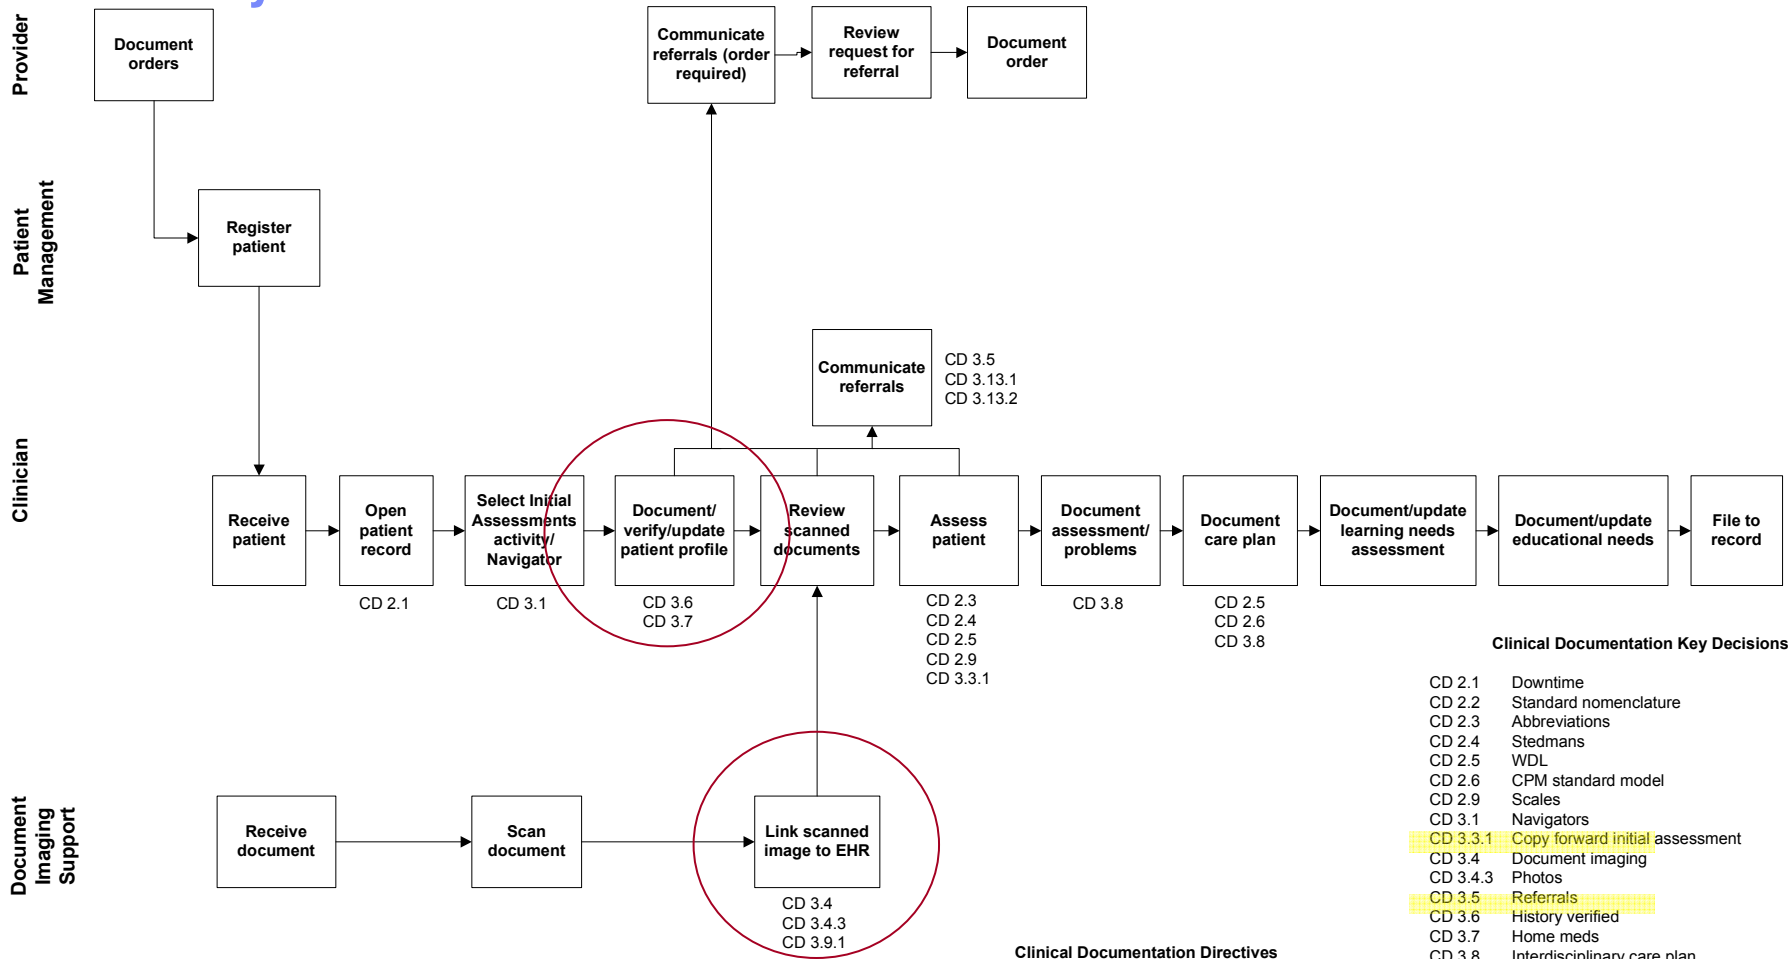 Provider
Document
orders
Communicate
referrals (order
required)
Review
request for
referral
Document
order
Patient
Management
Register
patient
Communicate
referrals
CD 3.5
CD 3.13.1
CD 3.13.2
Clinician
Receive
patient
Open
patient
record
CD 2.1
Select Initial
Assessments
activity/
Navigator
CD 3.1
Document/
verify/update
patient profile
CD 3.6
CD 3.7
Review
scanned
documents
Assess
patient
CD 2.3
CD 2.4
CD 2.5
CD 2.9
CD 3.3.1
Document
assessment/
problems
CD 3.8
Document
care plan
CD 2.5
CD 2.6
CD 3.8
Document/update
learning needs
assessment
Document/update
educational needs
File to
record
Document
Imaging
Support
Receive
document
Scan
document
Link scanned
image to EHR
CD 3.4
CD 3.4.3
CD 3.9.1
Clinical Documentation Directives
Clinical Documentation Key Decisions
CD 2.1 Downtime
CD 2.2 Standard nomenclature
CD 2.3 Abbreviations
CD 2.4 Stedmans
CD 2.5 WDL
CD 2.6 CPM standard model
CD 2.9 Scales
CD 3.1 Navigators
CD 3.3.1 Copy forward initial assessment
CD 3.4 Document imaging
CD 3.4.3 Photos
CD 3.5 Referrals
CD 3.6 History verified
CD 3.7 Home meds
CD 3.8 Interdisciplinary care plan